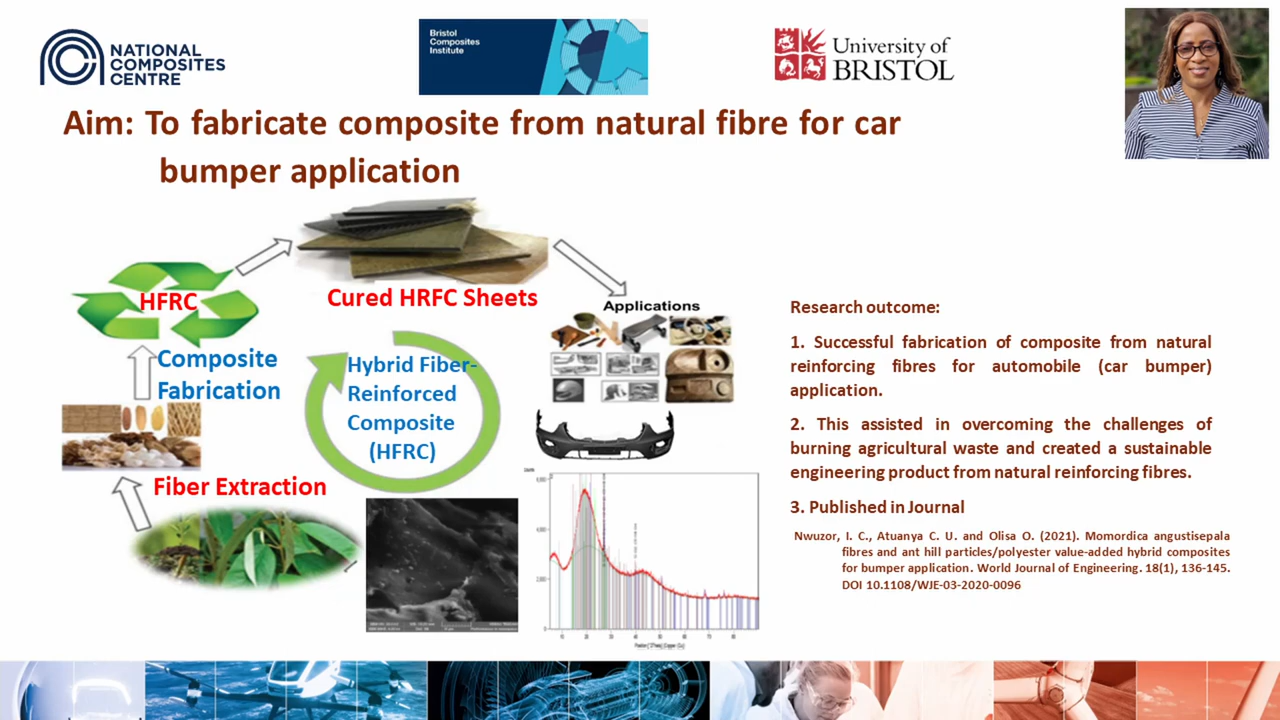 NATIONAL
COMPOSITES
CENTRE
Bristol
Composites
Institute
University of
BRISTOL
Aim: To fabricate composite from natural fibre for car
bumper application
HFRC
Cured HRFC Sheets
Applications
Composite
Fabrication
Hybrid Fiber-
Reinforced
Composite
(HFRC)
Fiber Extraction
Research outcome:
1. Successful fabrication of composite from natural
reinforcing fibres for automobile (car bumper)
application.
2. This assisted in overcoming the challenges of
burning agricultural waste and created a sustainable
engineering product from natural reinforcing fibres.
3. Published in Journal
Nwuzor, I. C., Atuanya C. U. and Olisa O. (2021). Momordica angustisepala
fibres and ant hill particles/polyester value-added hybrid composites
for bumper application. World Journal of Engineering. 18(1), 136-145.
DOI 10.1108/WJE-03-2020-0096